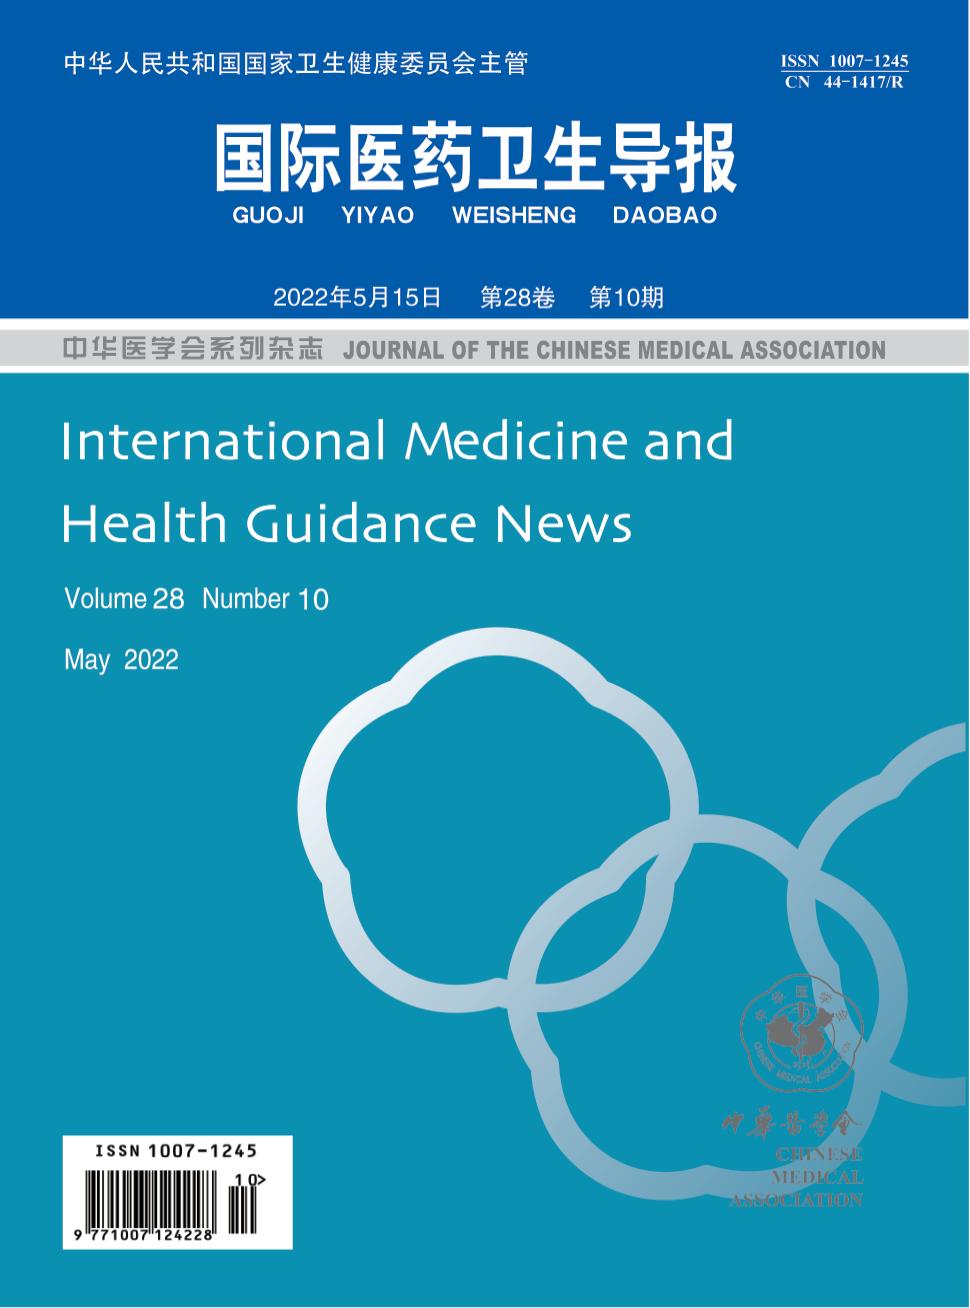 中华人民共和国国家卫生健康委员会主管
ISSN 1007-1245
CN 44-1417/R
国际医药卫生导报
GUOJI YIYAO WEISHENG DAOBAO
2022年5月15日 第28卷 第10期
中华医学会系列杂志 JOURNAL OF THE CHINESE MEDICAL ASSOCIATION
International Medicine and
Health Guidance News
Volume 28 Number 10
May 2022
中华医学会
CHINESE MEDICAL ASSOCIATION
中華醫學會
CHINESE
MEDICAL
ASSOCIATION
ISSN 1007-1245
10>
9 771007 124228